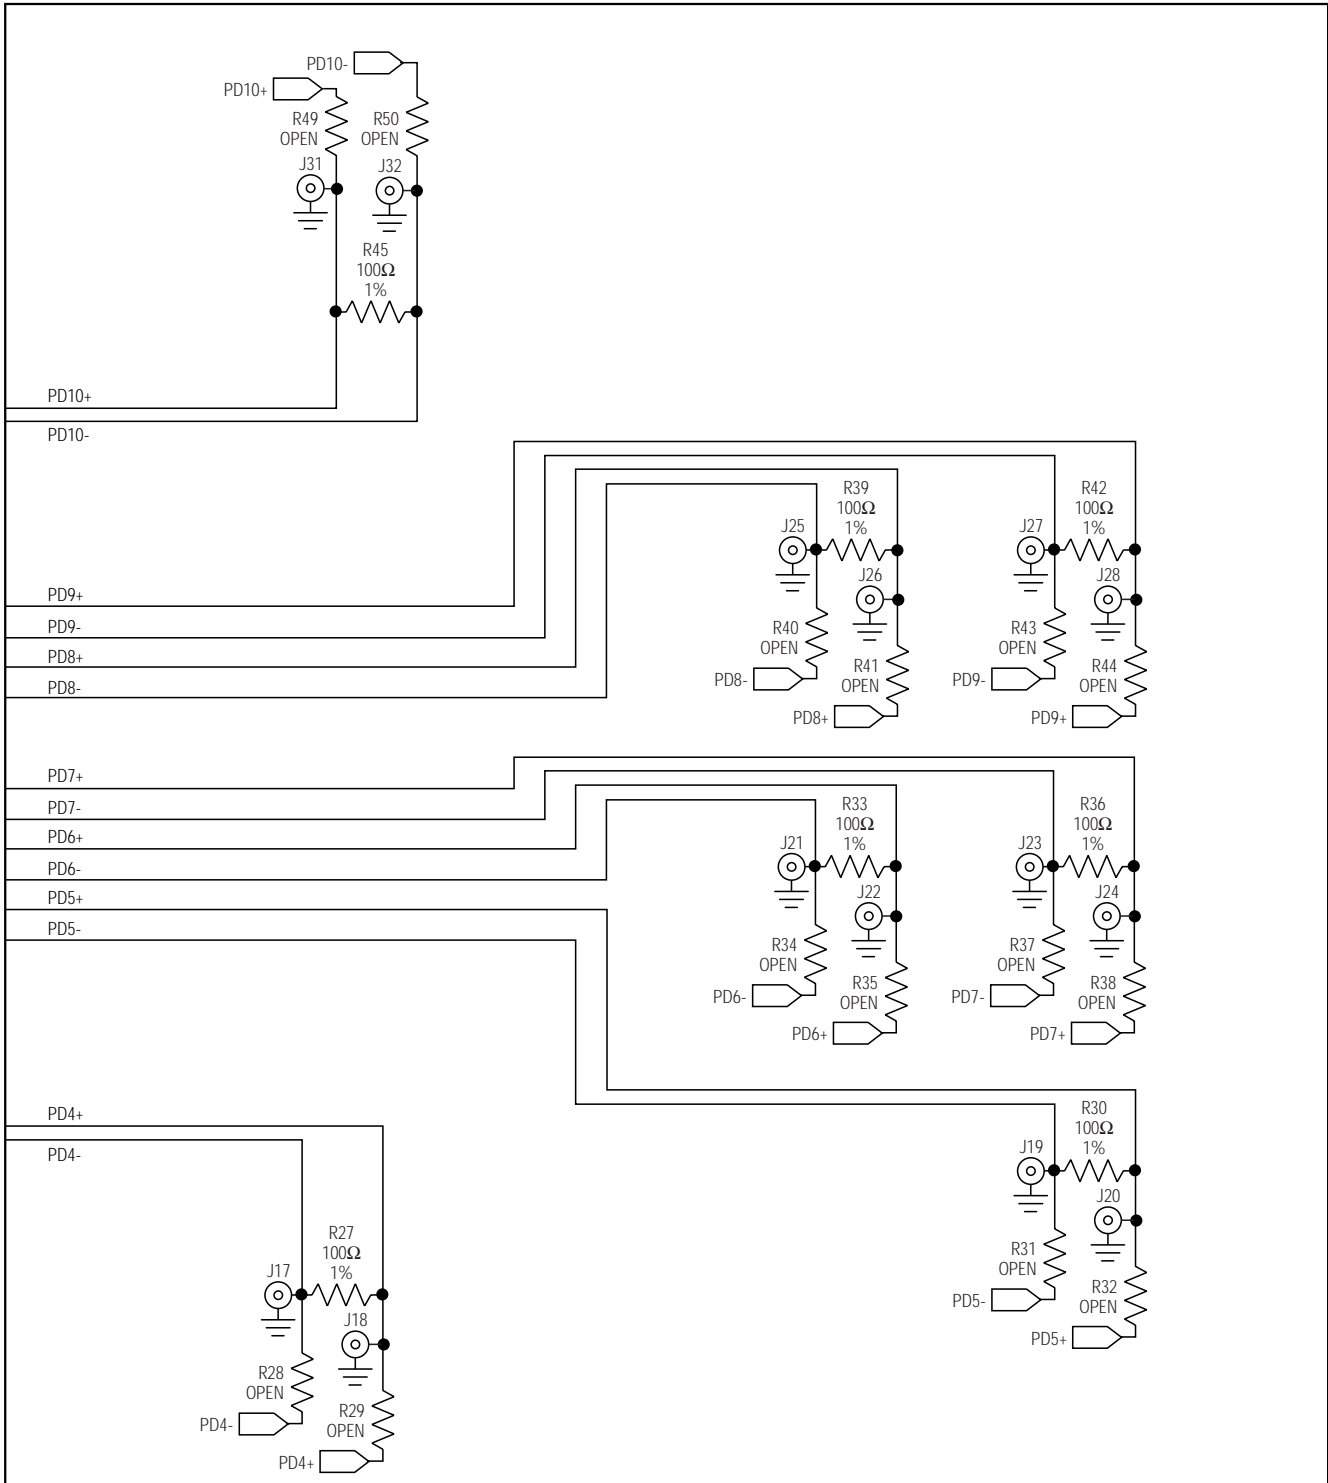 PD10-
PD10+
R49
OPEN
R50
OPEN
J31
J32
R45
100Ω
1%
PD10+
PD10-
R39
100Ω
1%
R42
100Ω
1%
J25
J27
J26
J28
PD9+
PD9-
PD8+
PD8-
R40
OPEN
R43
OPEN
R41
OPEN
R44
OPEN
PD8-
PD9-
PD8+
PD9+
PD7+
PD7-
PD6+
PD6-
PD5+
PD5-
R33
100Ω
1%
R36
100Ω
1%
J21
J23
J22
J24
R34
OPEN
R37
OPEN
R35
OPEN
R38
OPEN
PD6-
PD7-
PD6+
PD7+
PD4+
PD4-
R30
100Ω
1%
J19
J20
R31
OPEN
R32
OPEN
PD5-
PD5+
R27
100Ω
1%
J17
J18
R28
OPEN
R29
OPEN
PD4-
PD4+